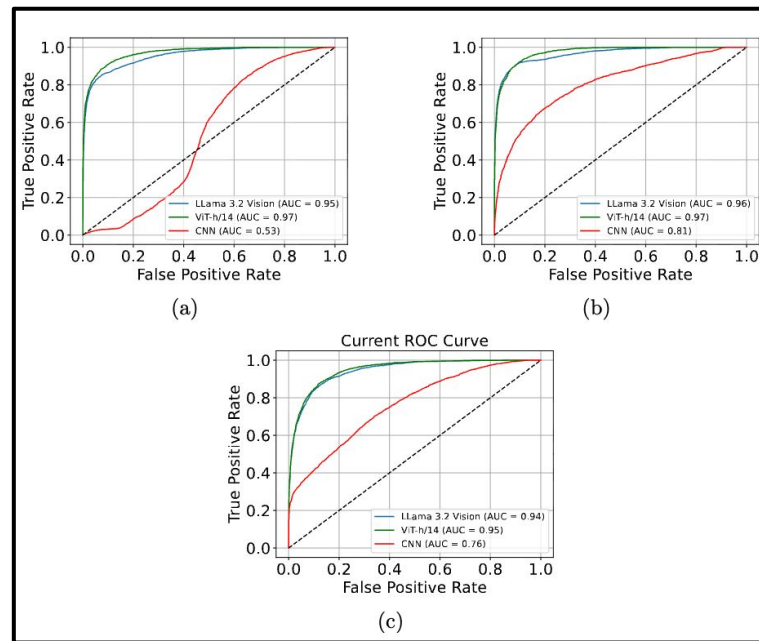 1.0
0.8
0.6
0.4
0.2
0.0
True Positive Rate
LLama 3.2 Vision (AUC = 0.95)
ViT-h/14 (AUC = 0.97)
CNN (AUC = 0.53)
0.0 0.2 0.4 0.6 0.8 1.0
False Positive Rate
(a)
1.0
0.8
0.6
0.4
0.2
0.0
True Positive Rate
LLama 3.2 Vision (AUC = 0.96)
ViT-h/14 (AUC = 0.97)
CNN (AUC = 0.81)
0.0 0.2 0.4 0.6 0.8 1.0
False Positive Rate
(b)
Current ROC Curve
1.0
0.8
0.6
0.4
0.2
0.0
True Positive Rate
LLama 3.2 Vision (AUC = 0.94)
ViT-h/14 (AUC = 0.95)
CNN (AUC = 0.76)
0.0 0.2 0.4 0.6 0.8 1.0
False Positive Rate
(c)